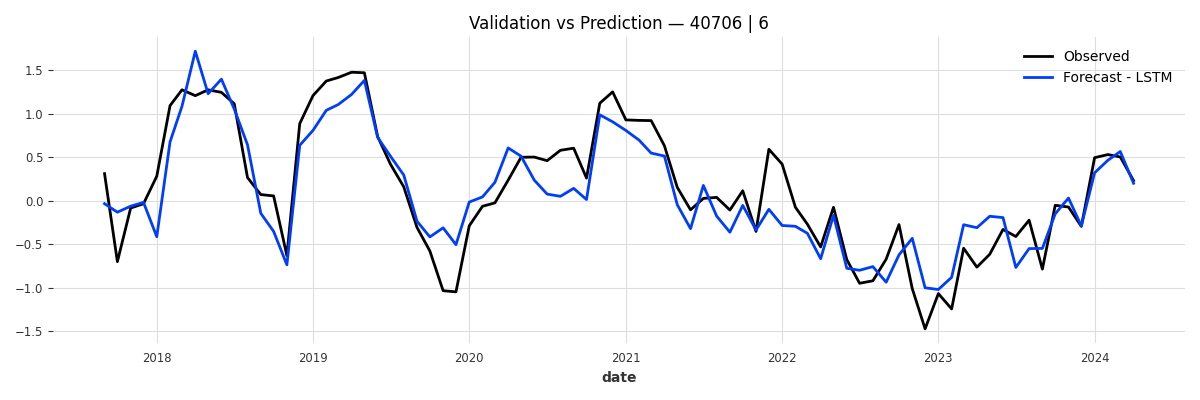 Validation vs Prediction — 40706 | 6
Observed
Forecast - LSTM
1.5
1.0
0.5
0.0
−0.5
−1.0
−1.5
2018 2019 2020 2021 2022 2023 2024
date